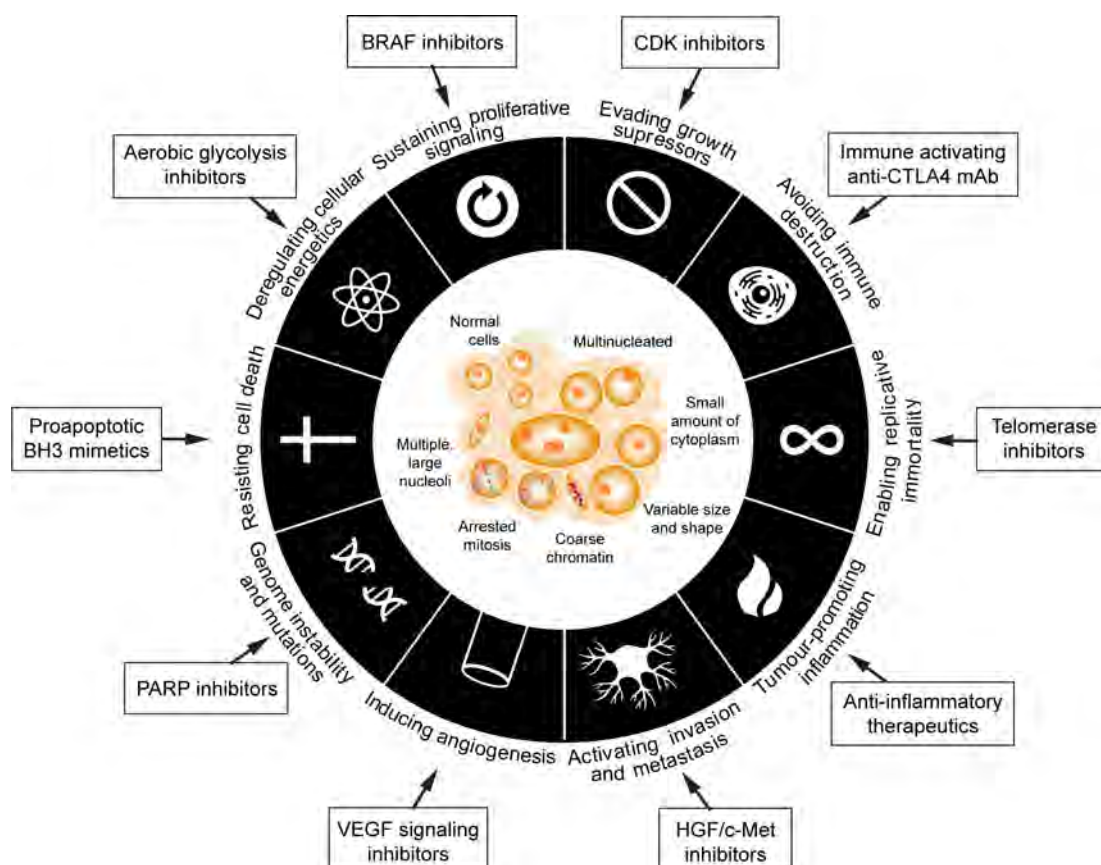 BRAF inhibitors
CDK inhibitors
Aerobic glycolysis
inhibitors
Immune activating
anti-CTLA4 mAb
Proapoptotic
BH3 mimetics
Telomerase
inhibitors
PARP inhibitors
Anti-inflammatory
therapeutics
VEGF signaling
inhibitors
HGF/c-Met
inhibitors
Sustaining proliferative
signaling
Evading growth
supressors
Avoiding immune
destruction
Enabling replicative
immortality
Tumour-promoting
inflammation
Activating invasion
and metastasis
Inducing angiogenesis
Genome instability
and mutations
Resisting cell death
Deregulating cellular
energetics
Normal
cells
Multinucleated
Small
amount of
cytoplasm
Multiple,
large
nucleoli
Variable size
and shape
Arrested
mitosis
Coarse
chromatin